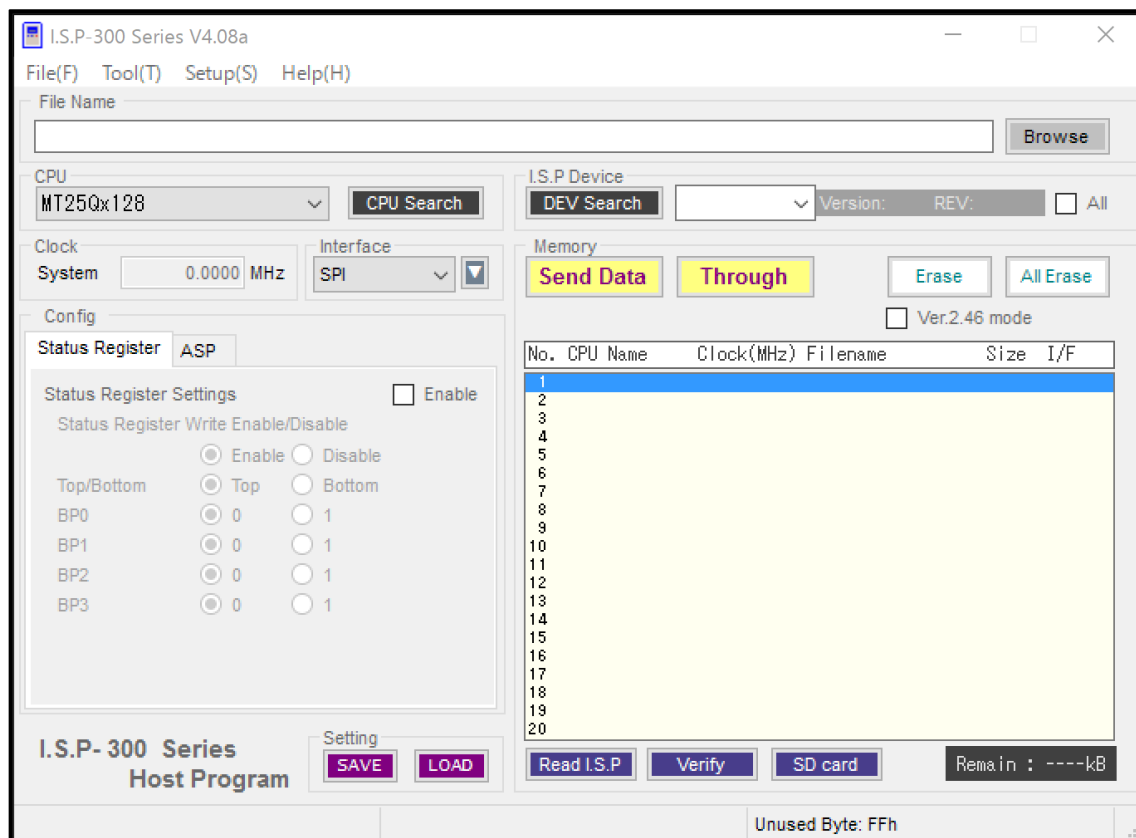 I.S.P-300 Series V4.08a
File(F) Tool(T) Setup(S) Help(H)
File Name
Browse
CPU
MT25Qx128
CPU Search
I.S.P Device
DEV Search
Version:
REV:
All
Clock
System 0.0000 MHz
Interface
SPI
Memory
Send Data
Through
Erase
All Erase
Ver.2.46 mode
Config
Status Register
ASP
Status Register Settings
Enable
Status Register Write Enable/Disable
Enable Disable
Top/Bottom Top Bottom
BP0 0 1
BP1 0 1
BP2 0 1
BP3 0 1
No. CPU Name Clock(MHz) Filename Size I/F
1
2
3
4
5
6
7
8
9
10
11
12
13
14
15
16
17
18
19
20
I.S.P- 300 Series
Host Program
Setting
SAVE
LOAD
Read I.S.P
Verify
SD card
Remain : ----kB
Unused Byte: FFh